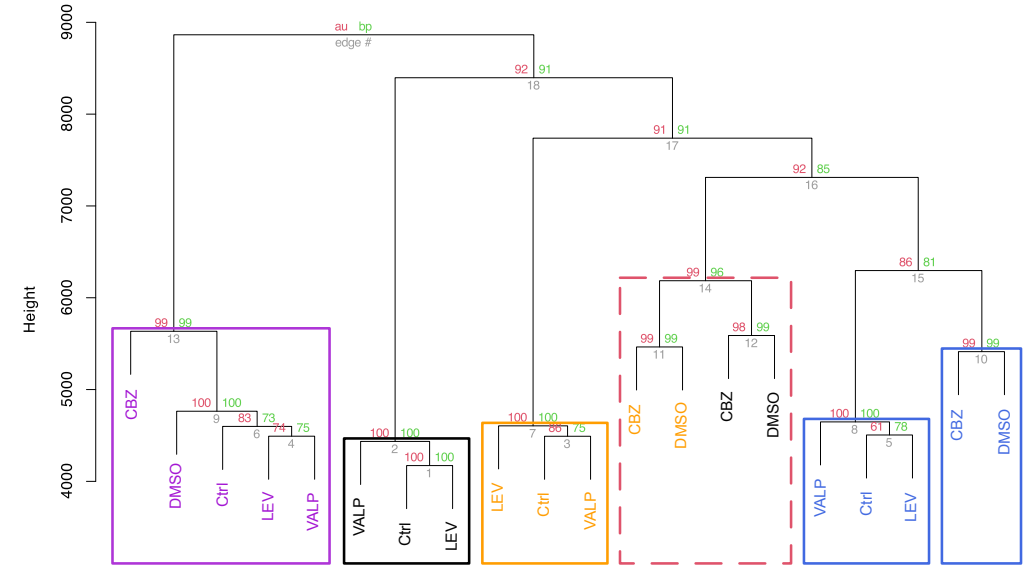 9000
8000
7000
6000
5000
4000
Height
au bp
edge #
92 91
18
91 91
17
92 85
16
86 81
15
99 96
14
99 99
13
98 99
12
99 99
11
99 99
10
100 100
9
100 100
8
100 100
7
83 73
6
61 78
5
74 75
4
86 75
3
100 100
2
100 100
1
CBZ
DMSO
Ctrl
LEV
VALP
VALP
Ctrl
LEV
LEV
Ctrl
VALP
CBZ
DMSO
CBZ
DMSO
VALP
Ctrl
LEV
CBZ
DMSO